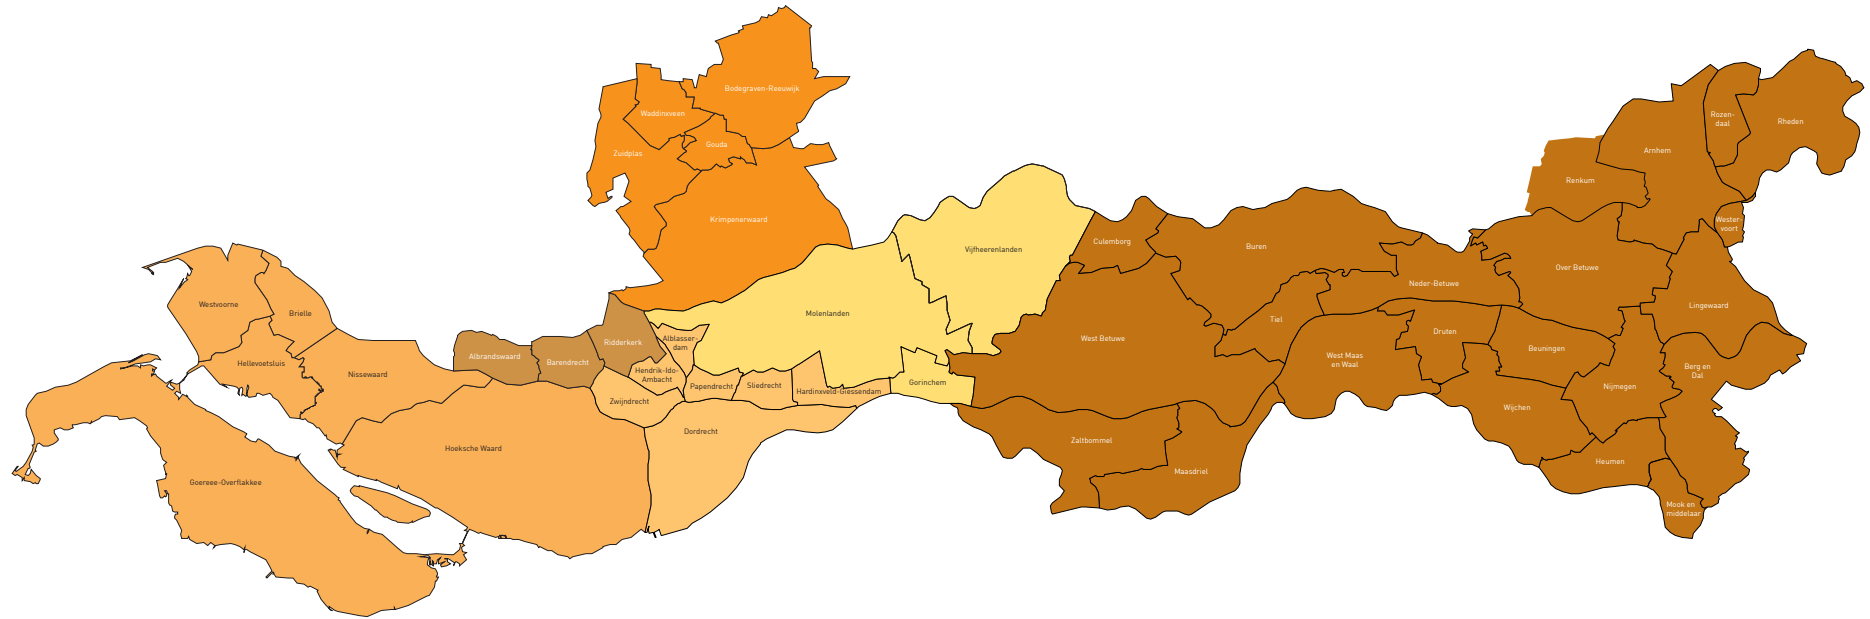 Bodegraven-Reeuwijk
Waddinxveen
Gouda
Zuidplas
Krimpenerwaard
Vijfheerenlanden
Molenlanden
Westvoorne
Brielle
Hellevoetsluis
Nissewaard
Albrandswaard
Barendrecht
Ridderkerk
Alblasser-
dam
Hendrik-Ido-
Ambacht
Papendrecht
Sliedrecht
Hardinxveld-Giessendam
Gorinchem
Zwijndrecht
Dordrecht
Hoeksche Waard
Goeree-Overflakkee
Culemborg
Buren
Neder-Betuwe
Tiel
West Betuwe
West Maas
en Waal
Druten
Beuningen
Over Betuwe
Renkum
Arnhem
Rozen-
daal
Rheden
Wester-
voort
Lingewaard
Berg en
Dal
Nijmegen
Wijchen
Heumen
Mook en
middelaar
Zaltbommel
Maasdriel